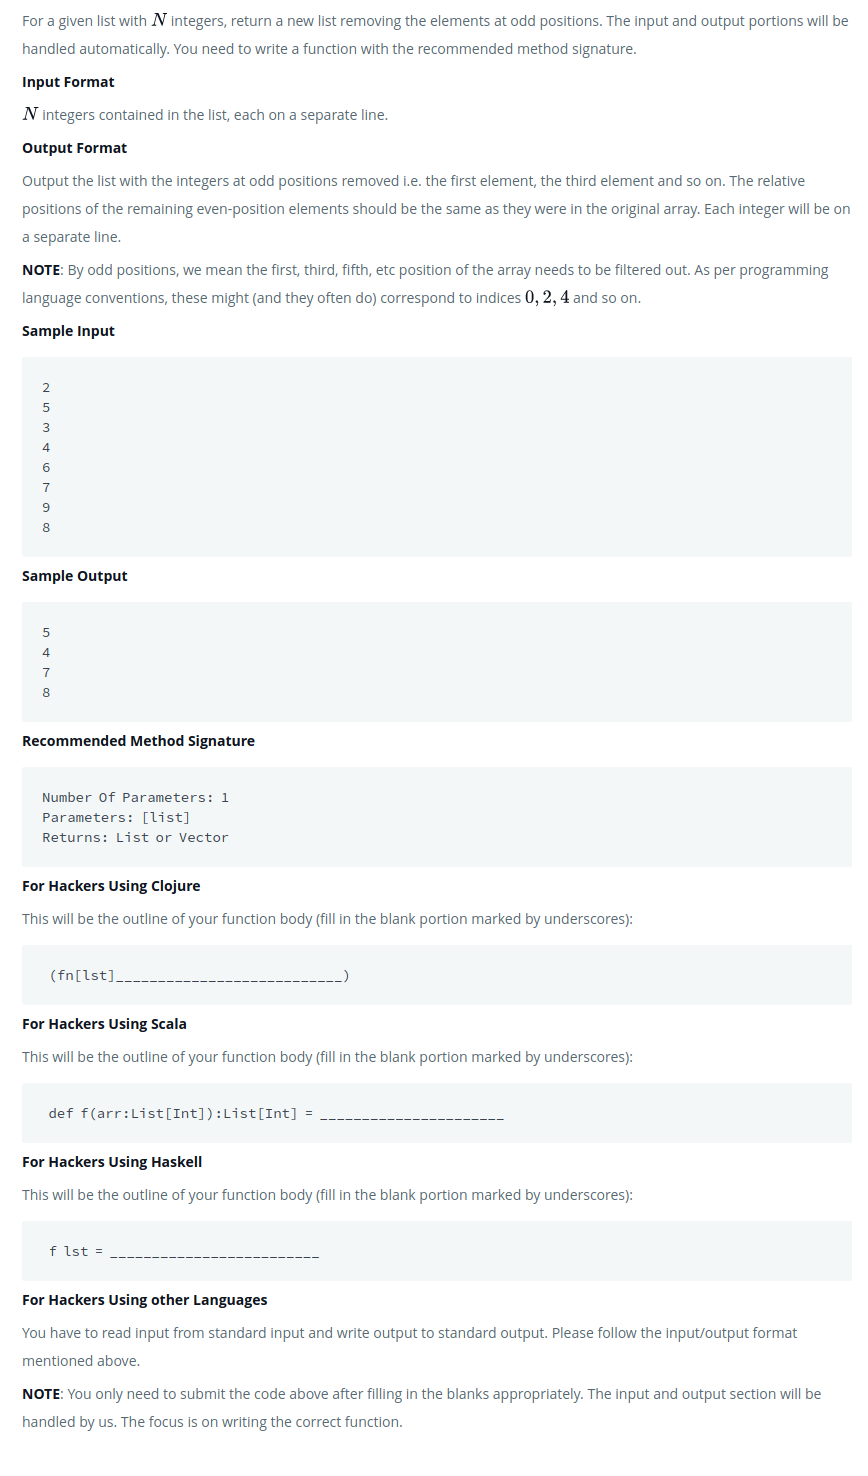 For a given list with N integers, return a new list removing the elements at odd positions. The input and output portions will be
handled automatically. You need to write a function with the recommended method signature.
Input Format
N integers contained in the list, each on a separate line.
Output Format
Output the list with the integers at odd positions removed i.e. the first element, the third element and so on. The relative
positions of the remaining even-position elements should be the same as they were in the original array. Each integer will be on
a separate line.
NOTE: By odd positions, we mean the first, third, fifth, etc position of the array needs to be filtered out. As per programming
language conventions, these might (and they often do) correspond to indices 0, 2, 4 and so on.
Sample Input
2
5
3
4
6
7
9
8
Sample Output
5
4
7
8
Recommended Method Signature
Number Of Parameters: 1
Parameters: [list]
Returns: List or Vector
For Hackers Using Clojure
This will be the outline of your function body (fill in the blank portion marked by underscores):
(fn[lst]___________________________)
For Hackers Using Scala
This will be the outline of your function body (fill in the blank portion marked by underscores):
def f(arr:List[Int]):List[Int] = ______________________
For Hackers Using Haskell
This will be the outline of your function body (fill in the blank portion marked by underscores):
f lst = _________________________
For Hackers Using other Languages
You have to read input from standard input and write output to standard output. Please follow the input/output format
mentioned above.
NOTE: You only need to submit the code above after filling in the blanks appropriately. The input and output section will be
handled by us. The focus is on writing the correct function.